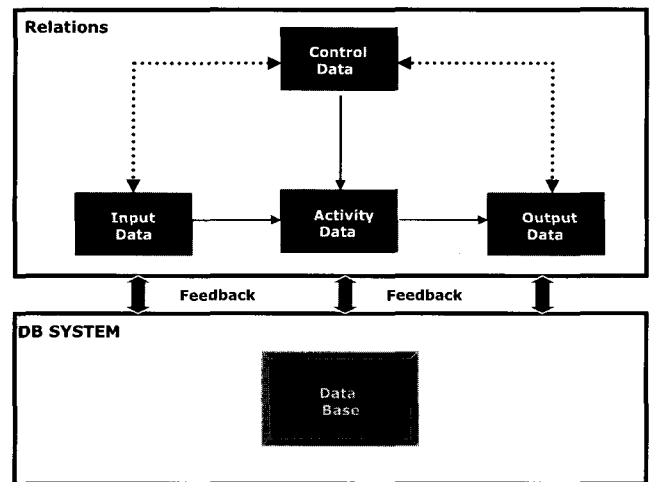 Relations
Control
Data
Input
Data
Activity
Data
Output
Data
Feedback
Feedback
DB SYSTEM
Data
Base